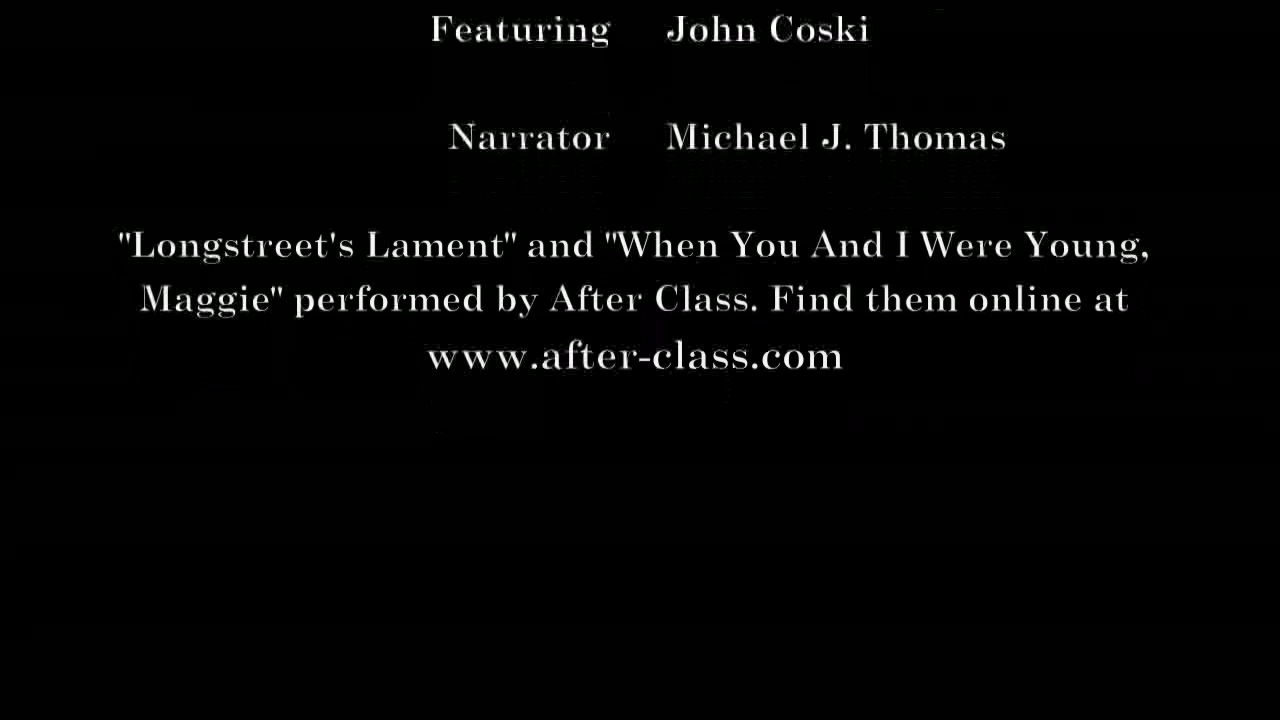 Featuring John Coski
Narrator Michael J. Thomas
"Longstreet's Lament" and "When You And I Were Young,
Maggie" performed by After Class. Find them online at
www.after-class.com